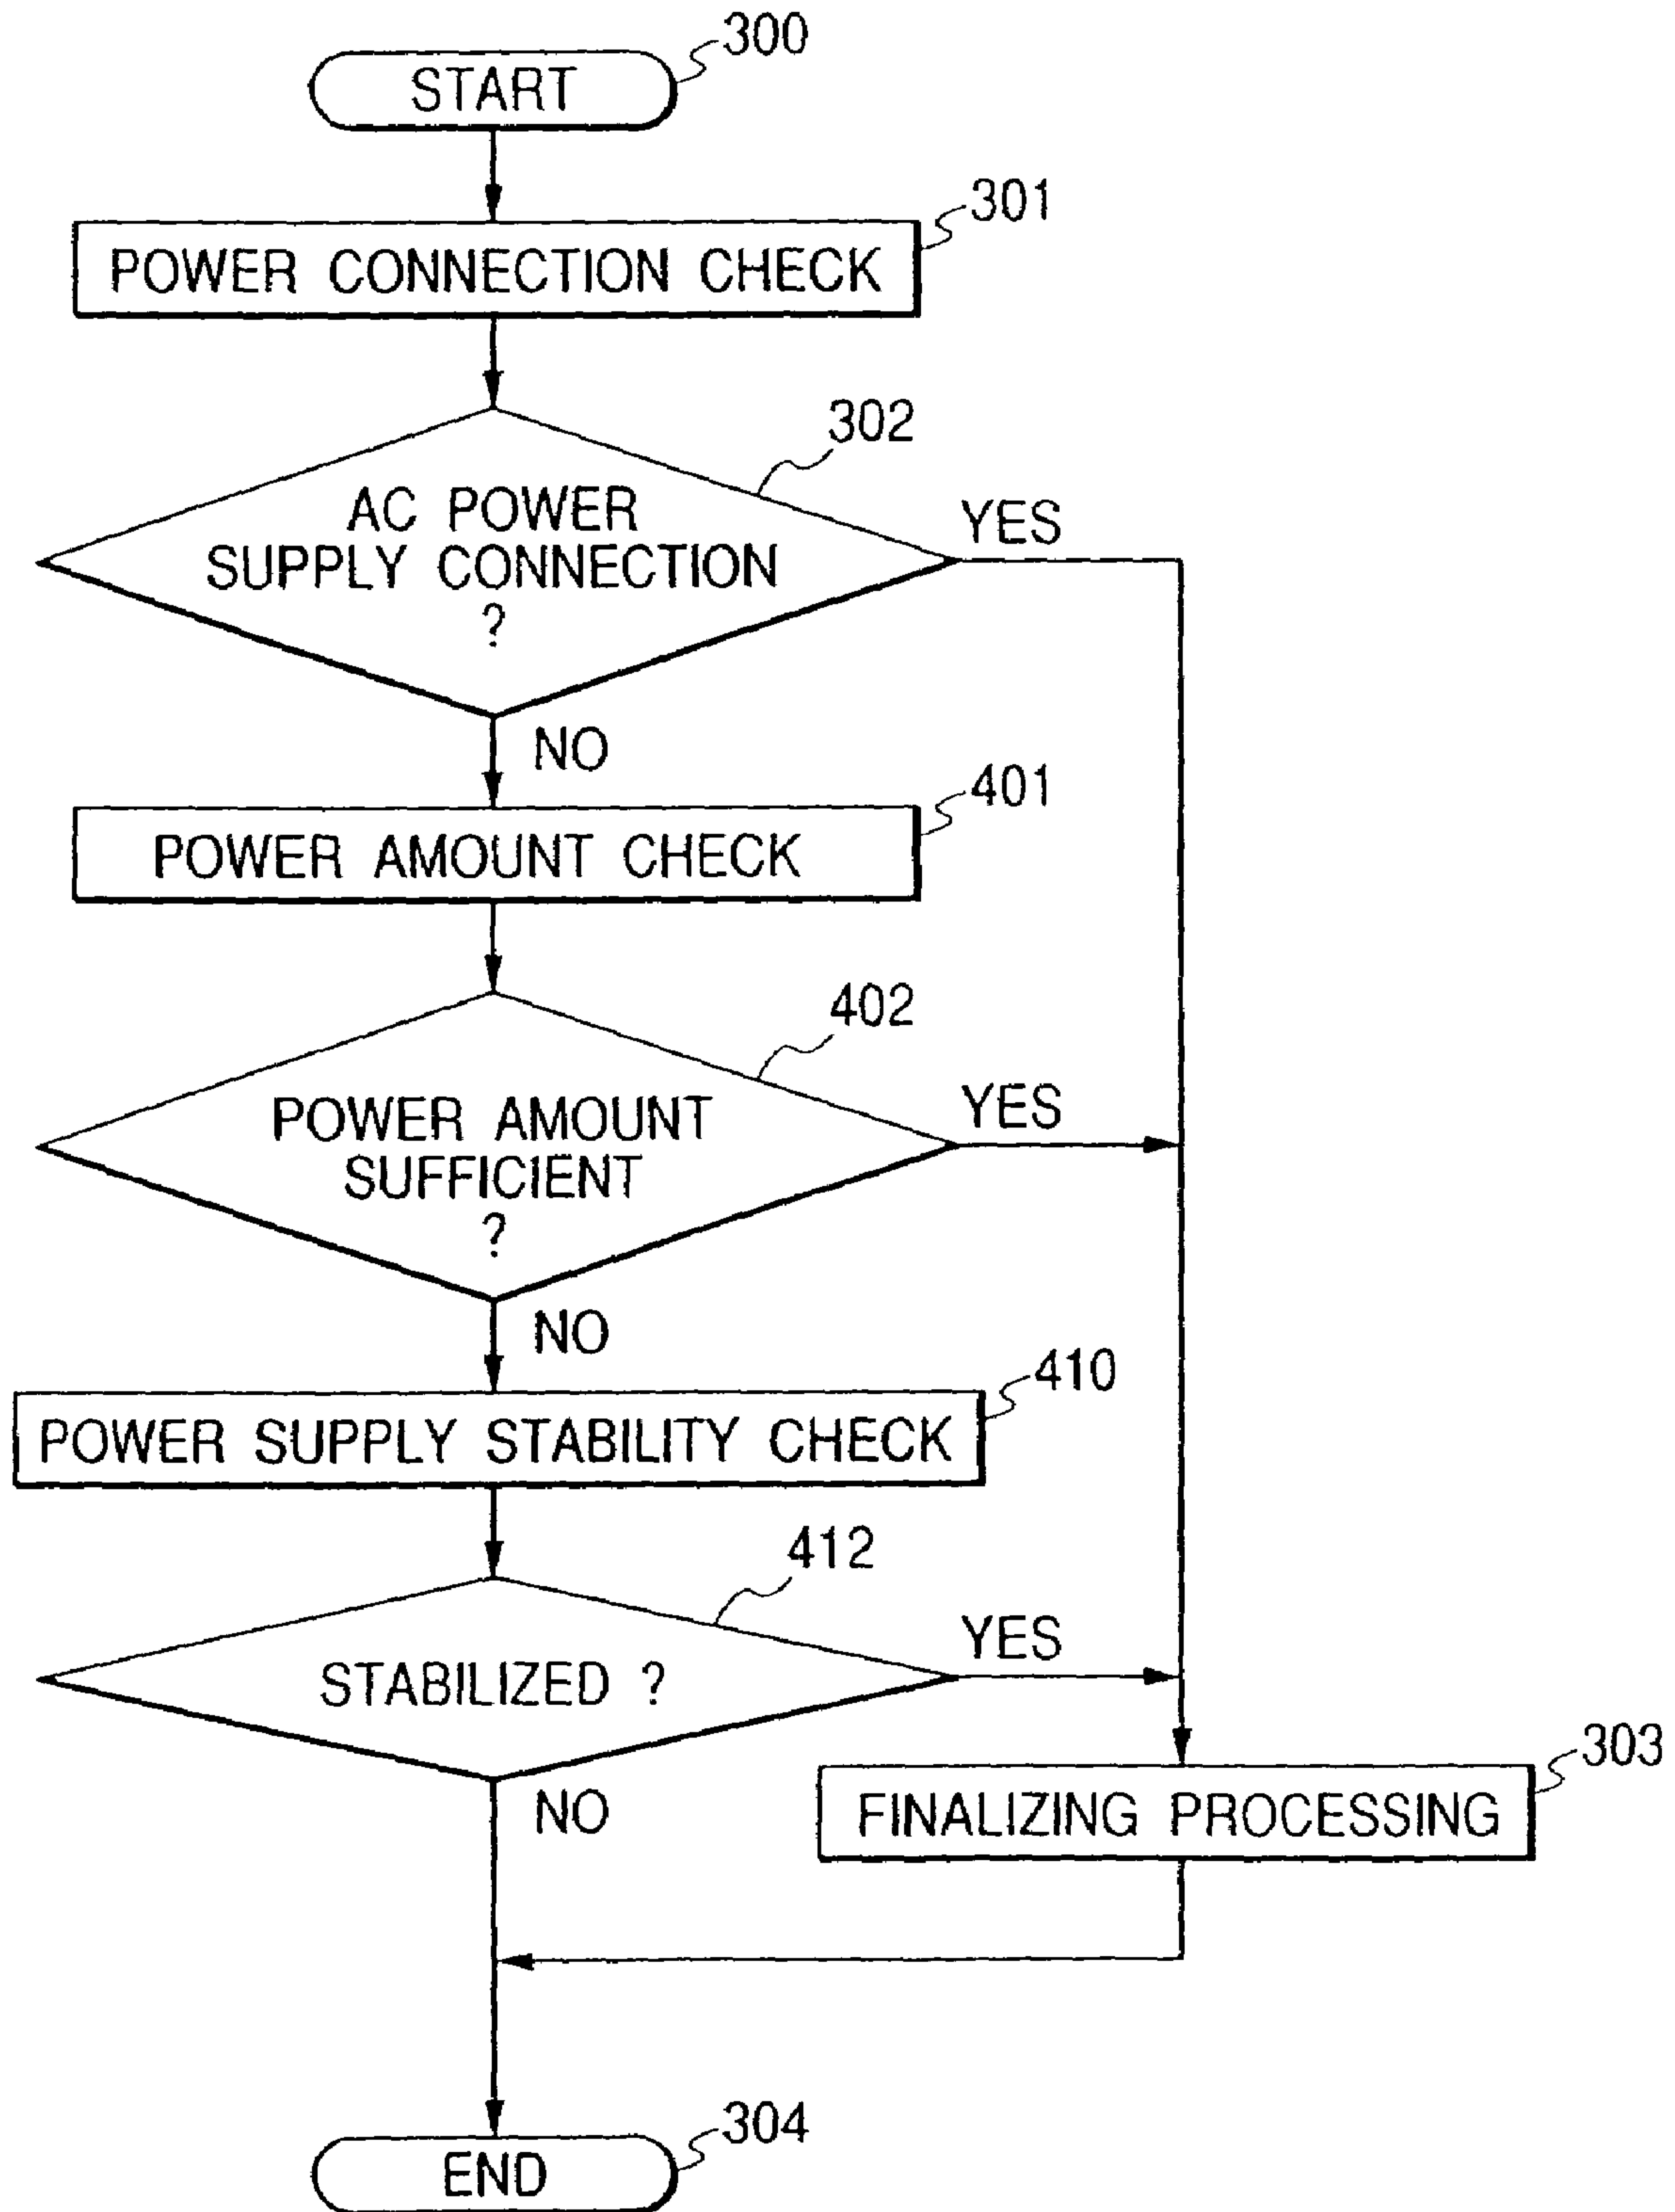 300
START
301
POWER CONNECTION CHECK
302
AC POWER
SUPPLY CONNECTION
?
YES
NO
401
POWER AMOUNT CHECK
402
POWER AMOUNT
SUFFICIENT
?
YES
NO
410
POWER SUPPLY STABILITY CHECK
412
STABILIZED ?
YES
NO
303
FINALIZING PROCESSING
304
END